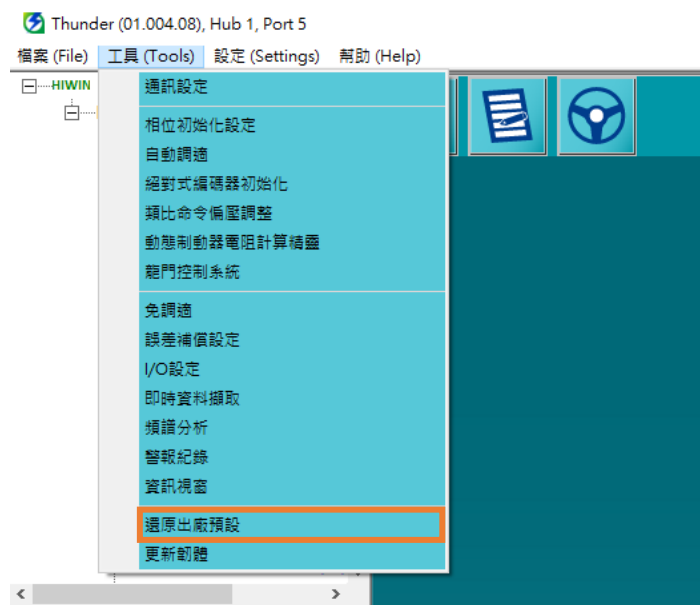 Thunder (01.004.08), Hub 1, Port 5
檔案 (File) 工具 (Tools) 設定 (Settings) 幫助 (Help)
HIWIN
通訊設定
相位初始化設定
自動調適
絕對式編碼器初始化
類比命令偏壓調整
動態制動器電阻計算精靈
龍門控制系統
免調適
誤差補償設定
I/O設定
即時資料擷取
頻譜分析
警報紀錄
資訊視窗
還原出廠預設
更新韌體